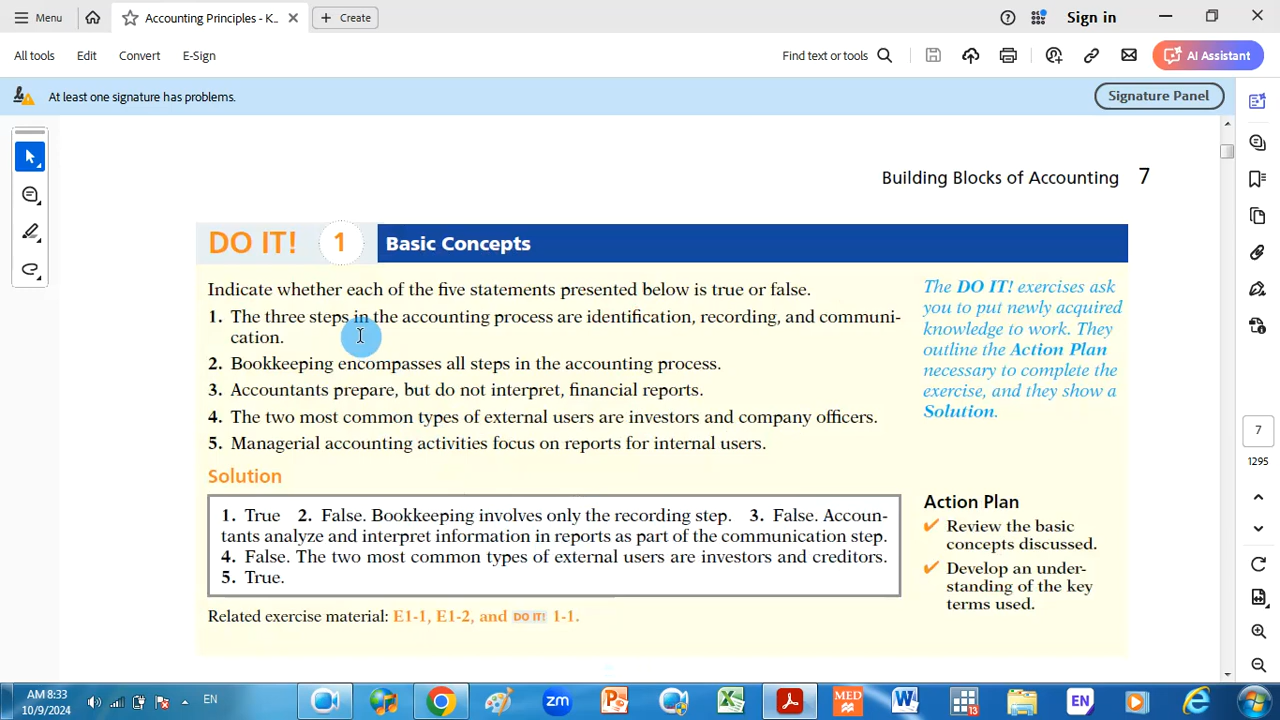 Menu
Accounting Principles - K...
Create
Sign in
All tools
Edit
Convert
E-Sign
Find text or tools
AI Assistant
At least one signature has problems.
Signature Panel
Building Blocks of Accounting 7
DO IT! 1 Basic Concepts
Indicate whether each of the five statements presented below is true or false.
1. The three steps in the accounting process are identification, recording, and communi-
cation.
2. Bookkeeping encompasses all steps in the accounting process.
3. Accountants prepare, but do not interpret, financial reports.
4. The two most common types of external users are investors and company officers.
5. Managerial accounting activities focus on reports for internal users.
The DO IT! exercises ask
you to put newly acquired
knowledge to work. They
outline the Action Plan
necessary to complete the
exercise, and they show a
Solution.
Solution
1. True 2. False. Bookkeeping involves only the recording step. 3. False. Accoun-
tants analyze and interpret information in reports as part of the communication step.
4. False. The two most common types of external users are investors and creditors.
5. True.
Action Plan
✔ Review the basic
concepts discussed.
✔ Develop an under-
standing of the key
terms used.
Related exercise material: E1-1, E1-2, and DO IT! 1-1.
7
1295
AM 8:33
10/9/2024
EN
zm
MED
13
EN